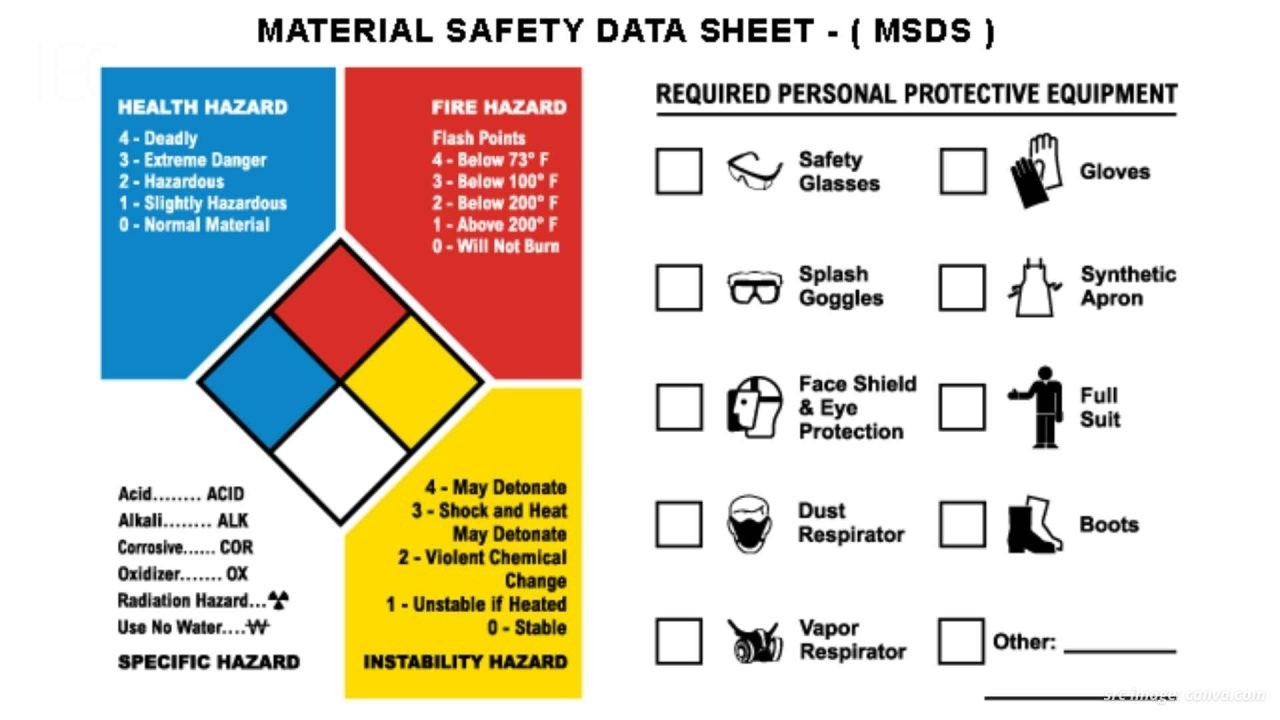 MATERIAL SAFETY DATA SHEET - ( MSDS )
HEALTH HAZARD
4 - Deadly
3 - Extreme Danger
2 - Hazardous
1 - Slightly Hazardous
0 - Normal Material
FIRE HAZARD
Flash Points
4 - Below 73° F
3 - Below 100° F
2 - Below 200° F
1 - Above 200° F
0 - Will Not Burn
Acid........ ACID
Alkali........ ALK
Corrosive...... COR
Oxidizer....... OX
Radiation Hazard...
Use No Water....W
SPECIFIC HAZARD
4 - May Detonate
3 - Shock and Heat
May Detonate
2 - Violent Chemical
Change
1 - Unstable if Heated
0 - Stable
INSTABILITY HAZARD
REQUIRED PERSONAL PROTECTIVE EQUIPMENT
Safety
Glasses
Gloves
Splash
Goggles
Synthetic
Apron
Face Shield
& Eye
Protection
Full
Suit
Dust
Respirator
Boots
Vapor
Respirator
Other: ________
src image: canva.com